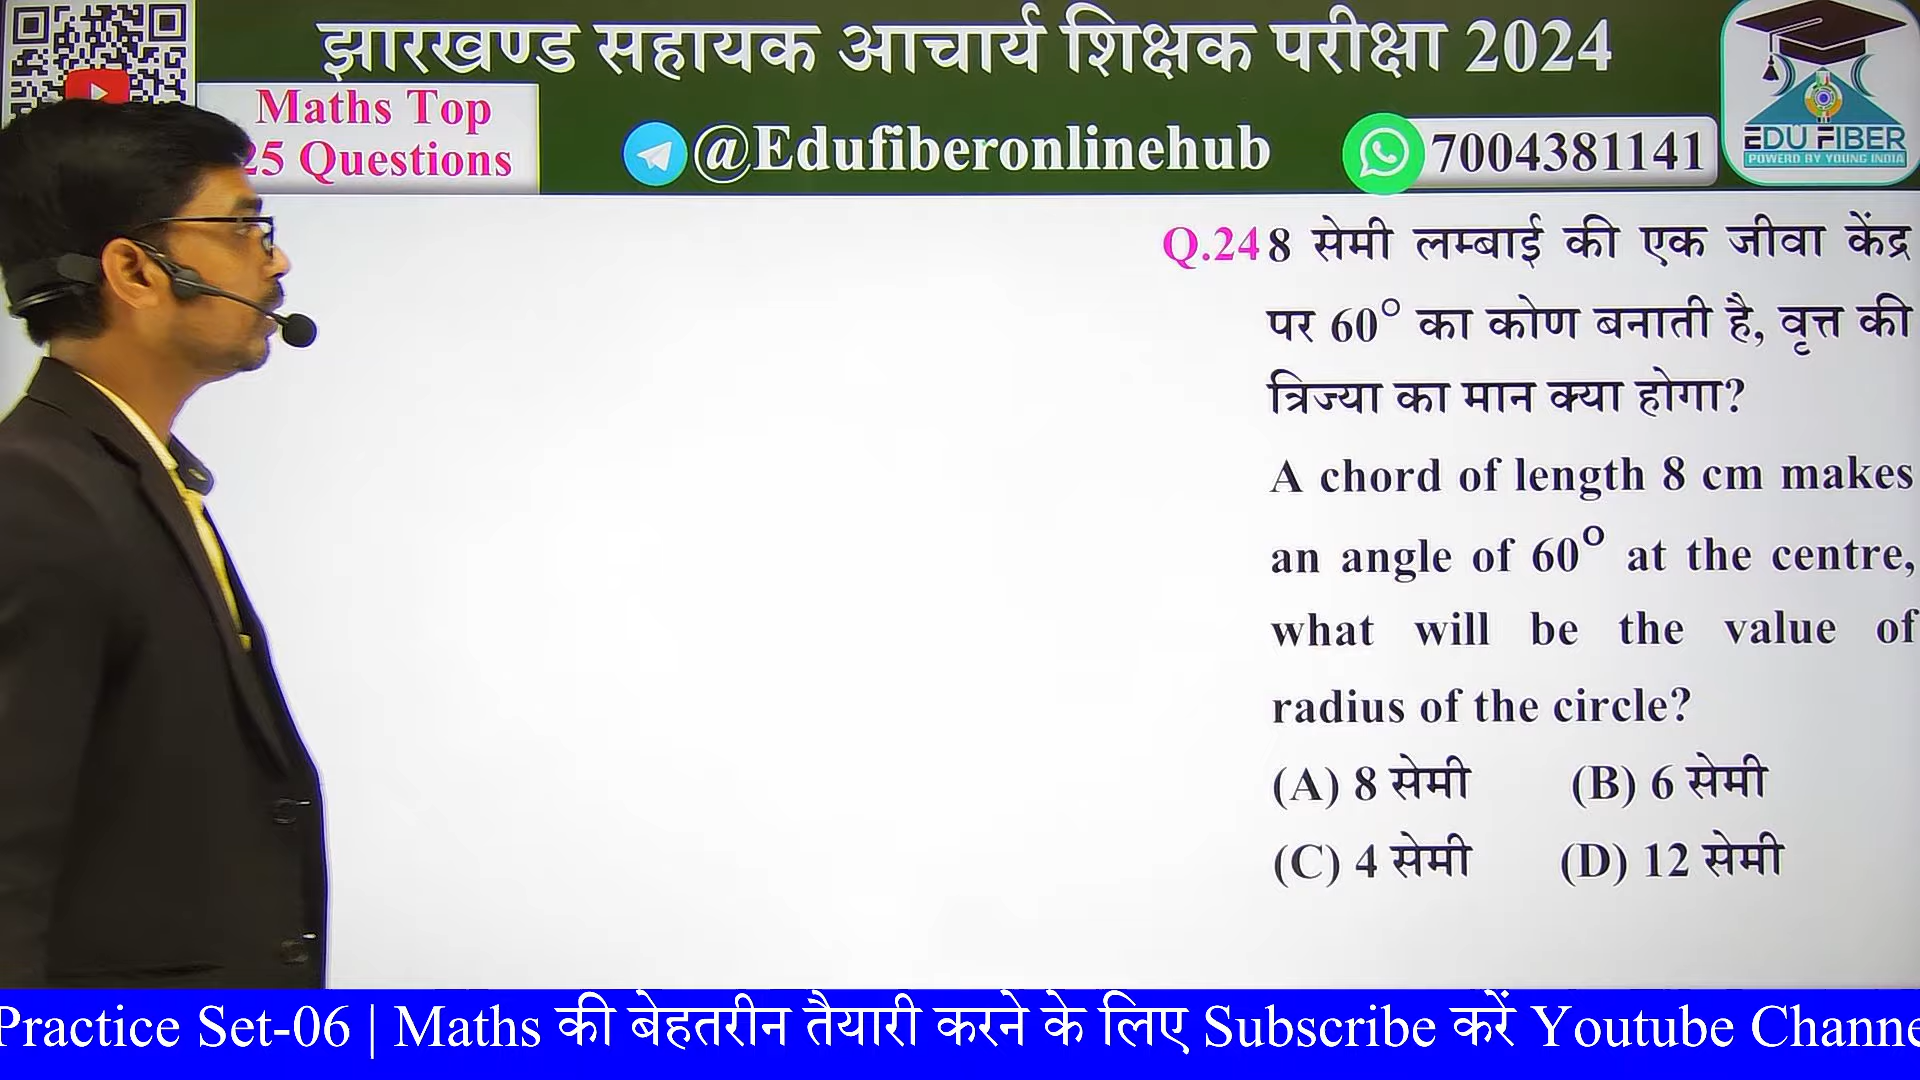 झारखण्ड सहायक आचार्य शिक्षक परीक्षा 2024
Maths Top
25 Questions
@Edufiberonlinehub
7004381141
EDU FIBER
POWERD BY YOUNG INDIA
Q.24 8 सेमी लम्बाई की एक जीवा केंद्र
पर 60° का कोण बनाती है, वृत्त की
त्रिज्या का मान क्या होगा?
A chord of length 8 cm makes
an angle of 60° at the centre,
what will be the value of
radius of the circle?
(A) 8 सेमी (B) 6 सेमी
(C) 4 सेमी (D) 12 सेमी
Practice Set-06 | Maths की बेहतरीन तैयारी करने के लिए Subscribe करें Youtube Channe